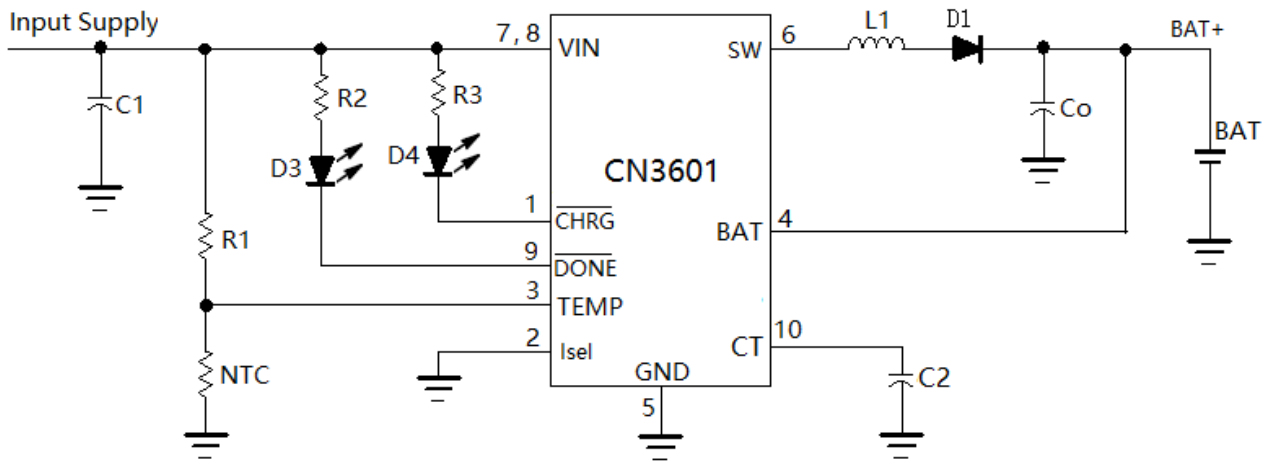 Input Supply
L1
D1
BAT+
7, 8
VIN
SW
6
C1
R2
R3
Co
BAT
D3
D4
CN3601
1
CHRG
BAT
4
R1
9
DONE
3
TEMP
2
Isel
CT
10
NTC
GND
5
C2